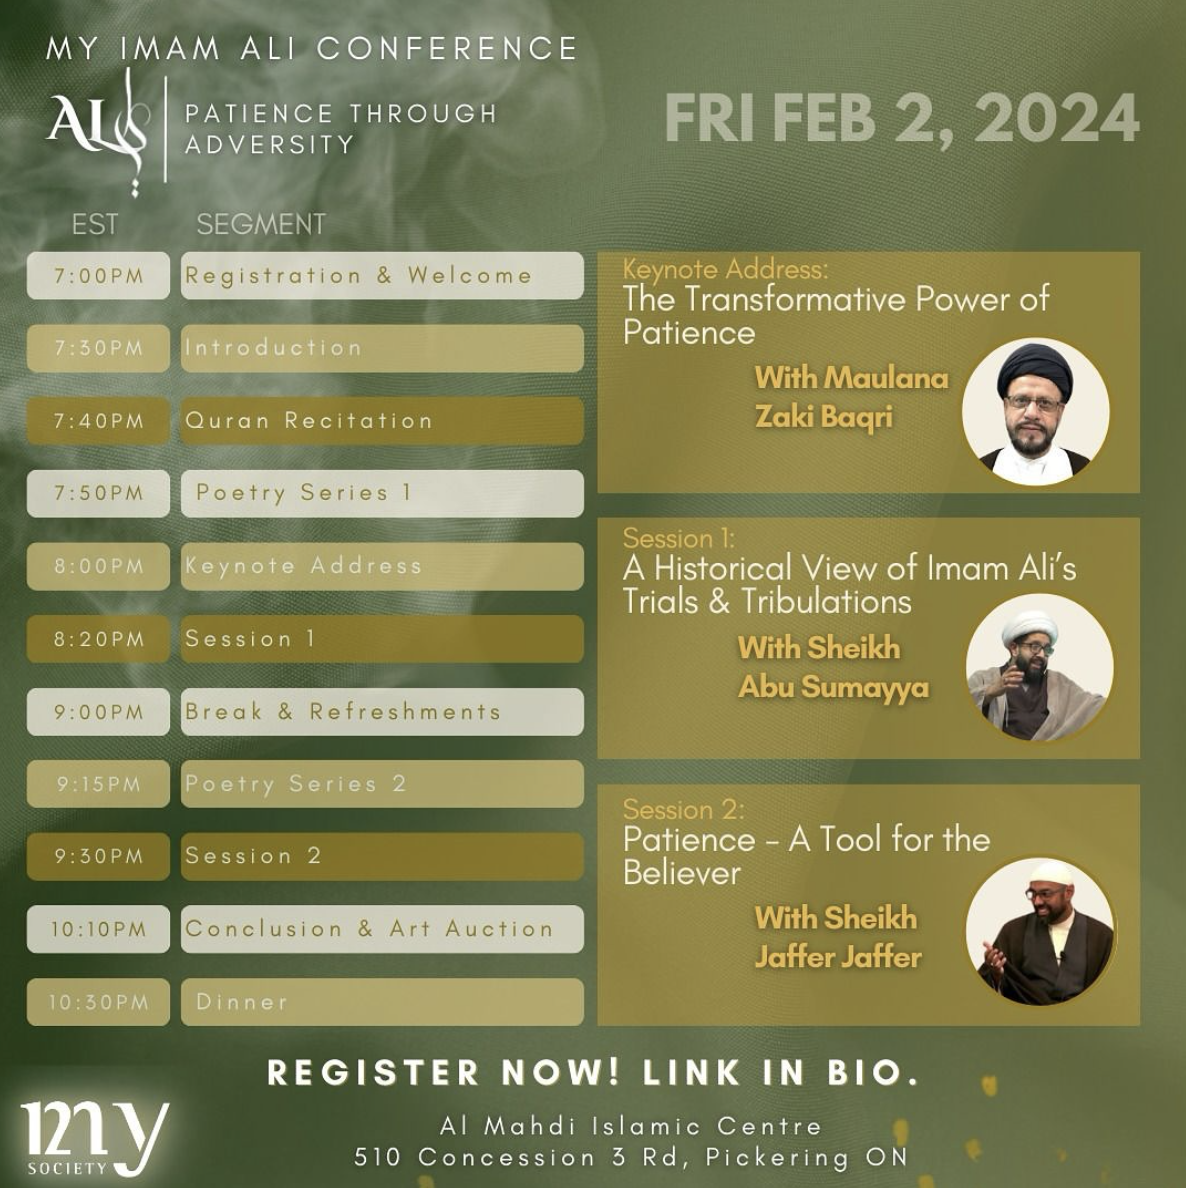 MY IMAM ALI CONFERENCE
ALI علي
PATIENCE THROUGH
ADVERSITY
FRI FEB 2, 2024
EST SEGMENT
7:00PM Registration & Welcome
7:30PM Introduction
7:40PM Quran Recitation
7:50PM Poetry Series 1
8:00PM Keynote Address
8:20PM Session 1
9:00PM Break & Refreshments
9:15PM Poetry Series 2
9:30PM Session 2
10:10PM Conclusion & Art Auction
10:30PM Dinner
Keynote Address:
The Transformative Power of
Patience
With Maulana
Zaki Baqri
Session 1:
A Historical View of Imam Ali’s
Trials & Tribulations
With Sheikh
Abu Sumayya
Session 2:
Patience - A Tool for the
Believer
With Sheikh
Jaffer Jaffer
REGISTER NOW! LINK IN BIO.
Al Mahdi Islamic Centre
510 Concession 3 Rd, Pickering ON
my
SOCIETY